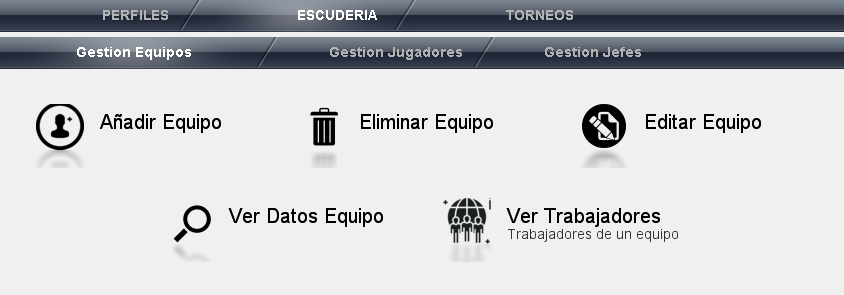 PERFILES ESCUDERIA TORNEOS
Gestion Equipos Gestion Jugadores Gestion Jefes
Añadir Equipo Eliminar Equipo Editar Equipo
Ver Datos Equipo Ver Trabajadores
Trabajadores de un equipo